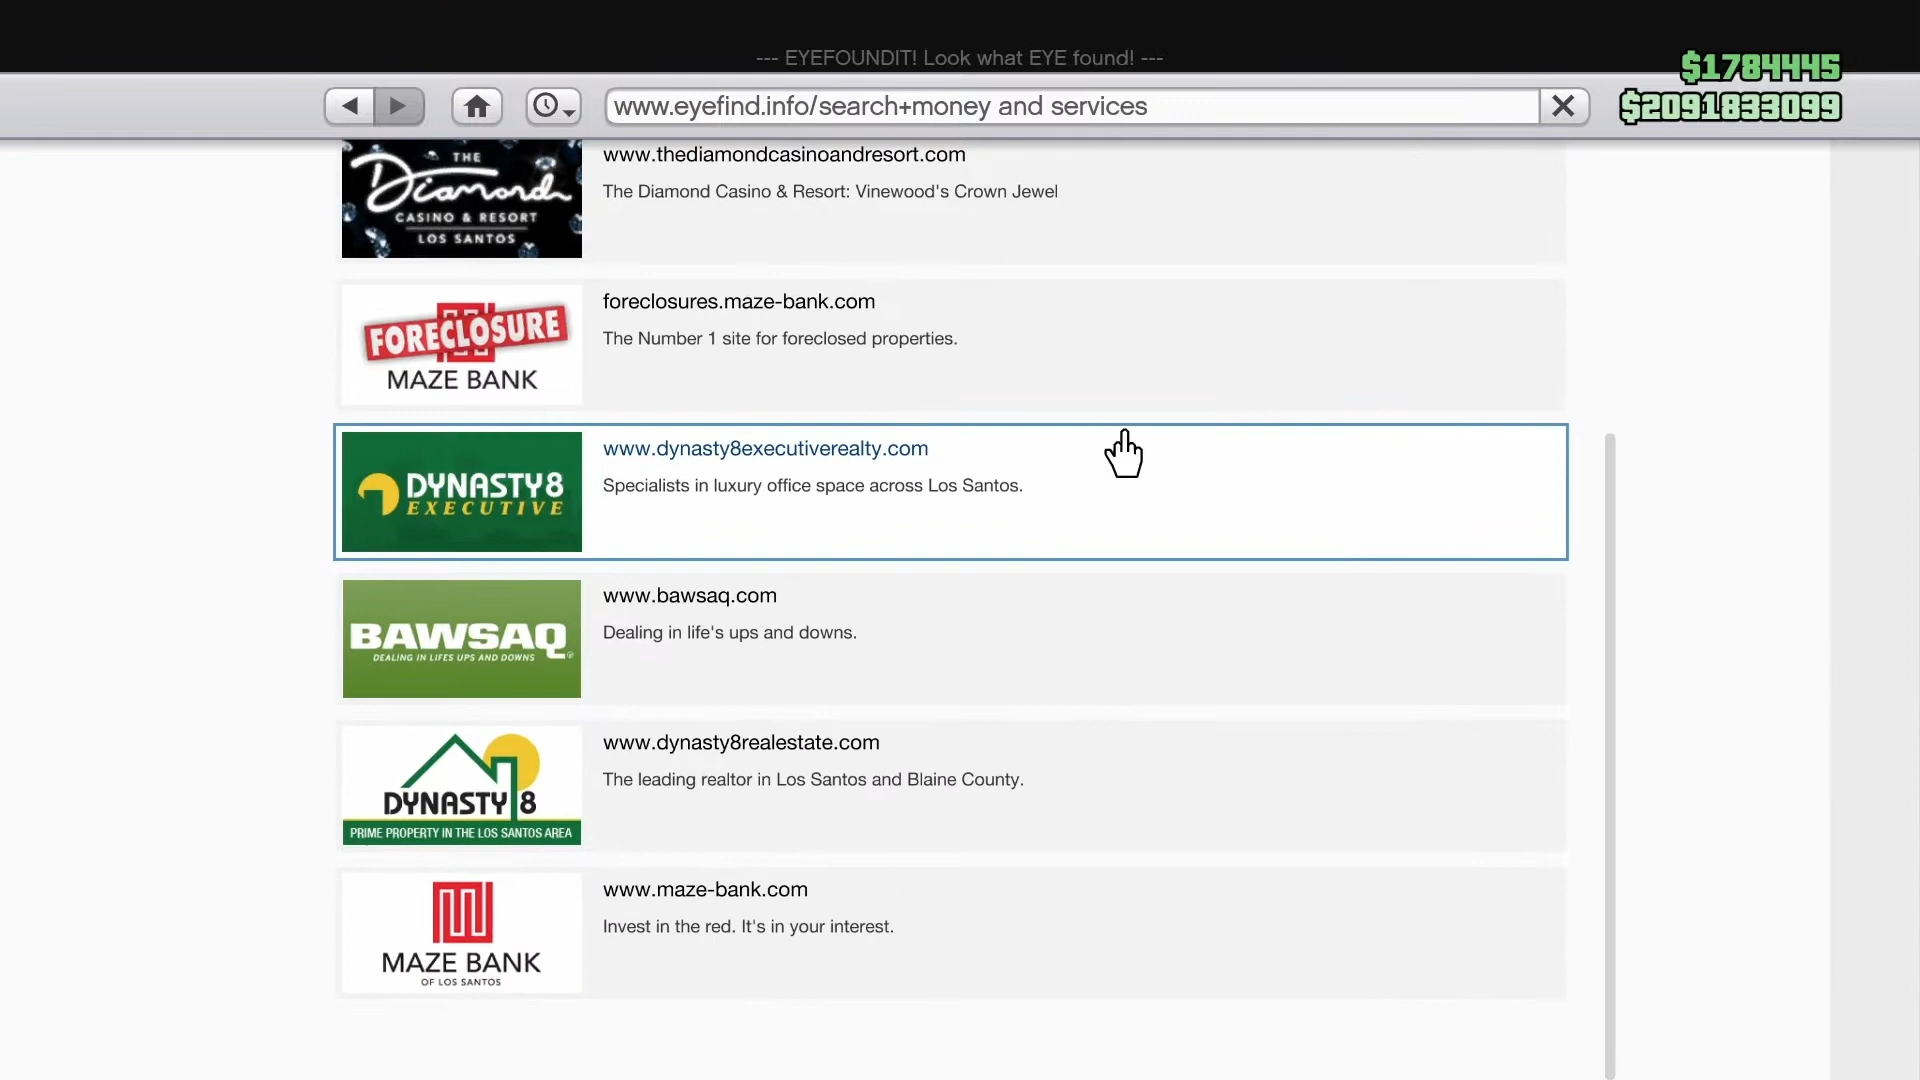 --- EYEFOUNDIT! Look what EYE found! ---
$1784445
www.eyefind.info/search+money and services
$2091833099
THE
Diamond
CASINO & RESORT
LOS SANTOS
www.thediamondcasinoandresort.com
The Diamond Casino & Resort: Vinewood's Crown Jewel
FORECLOSURE
MAZE BANK
foreclosures.maze-bank.com
The Number 1 site for foreclosed properties.
DYNASTY8
EXECUTIVE
www.dynasty8executiverealty.com
Specialists in luxury office space across Los Santos.
BAWSAQ
DEALING IN LIFES UPS AND DOWNS
www.bawsaq.com
Dealing in life's ups and downs.
DYNASTY 8
PRIME PROPERTY IN THE LOS SANTOS AREA
www.dynasty8realestate.com
The leading realtor in Los Santos and Blaine County.
MAZE BANK
OF LOS SANTOS
www.maze-bank.com
Invest in the red. It's in your interest.